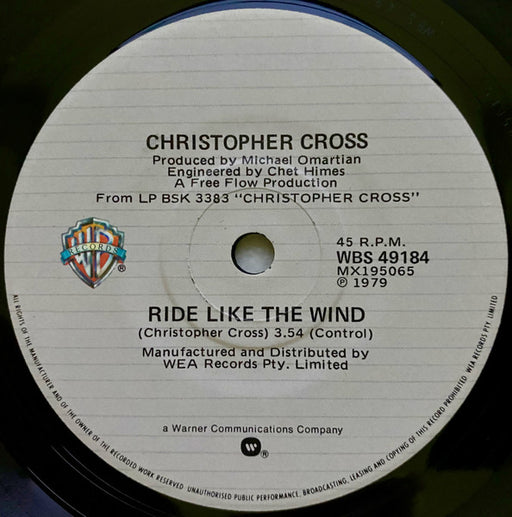 CHRISTOPHER CROSS
Produced by Michael Omartian
Engineered by Chet Himes
A Free Flow Production
From LP BSK 3383 "CHRISTOPHER CROSS"
WB
RECORDS
®
45 R.P.M.
WBS 49184
MX195065
℗ 1979
RIDE LIKE THE WIND
(Christopher Cross) 3.54 (Control)
Manufactured and Distributed by
WEA Records Pty. Limited
a Warner Communications Company
®
ALL RIGHTS OF THE MANUFACTURER AND OF THE OWNER OF THE RECORDED WORK RESERVED. UNAUTHORISED PUBLIC PERFORMANCE, BROADCASTING, LEASING AND COPYING OF THIS RECORD PROHIBITED. WEA RECORDS PTY. LIMITED